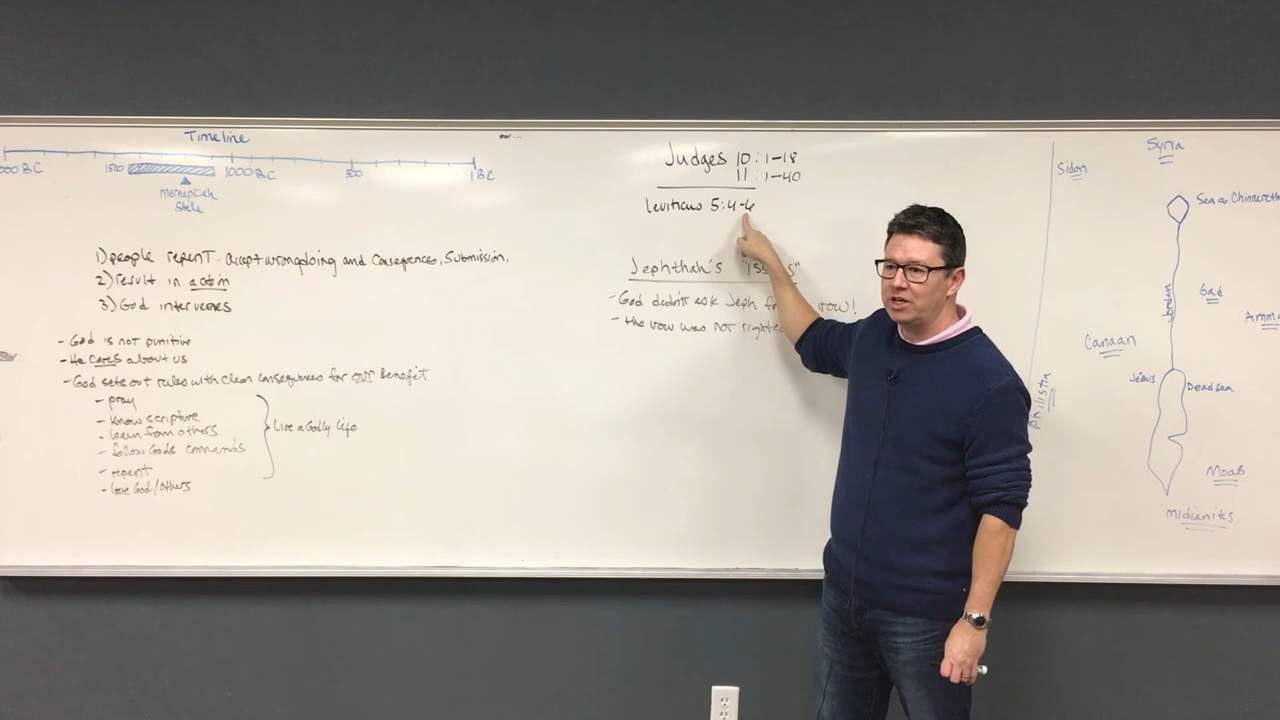 Timeline
000 BC 1500 1000 BC 500 1 BC
Merneptah
Stele
1) people repent - Accept wrongdoing and Consequences, Submission,
2) result in action
3) God intervenes
- God is not punitive
- He cares about us
- God sets out rules with clear consequences for our benefit
- pray
- Know scripture
- learn from others
- follow Gods commands
- repent
- love God/others
Live a Godly life
Judges 10:1-18
11:1-40
Leviticus 5:4-6
Jephthah's "issues"
- God didn't ask Jeph vow!
- the vow was not
Syria
Sidon
Sea of Chinnereth
Jordan
Gad
Ammo
Canaan
Jebus
Dead Sea
Philistia
Moab
Midianites